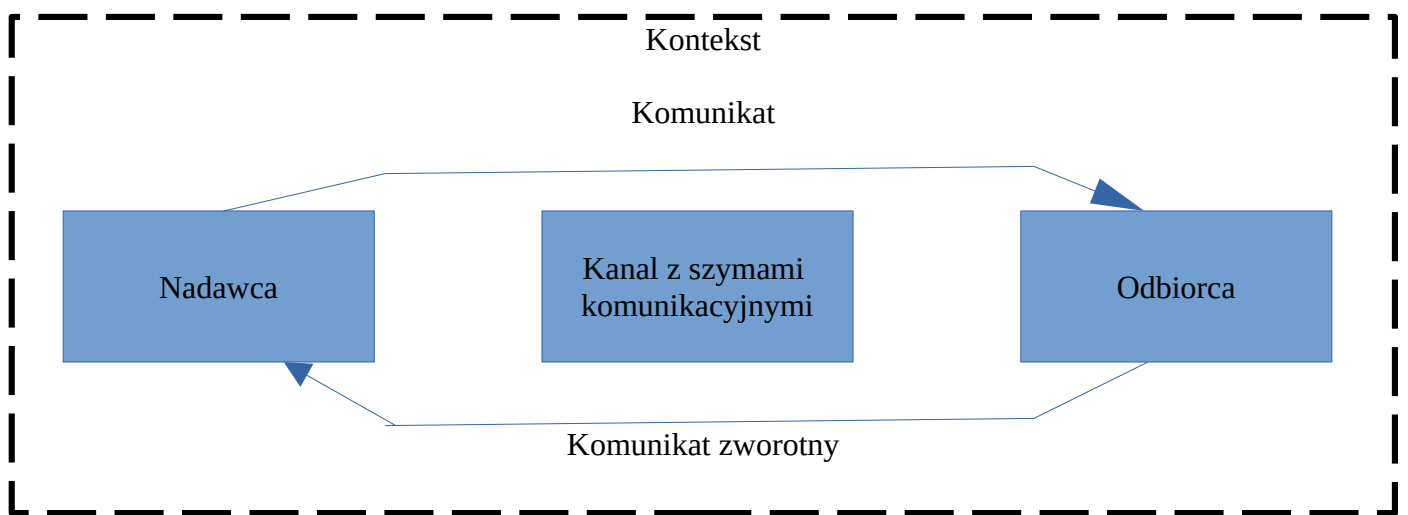 Kontekst
Komunikat
Nadawca
Kanal z szymami
komunikacyjnymi
Odbiorca
Komunikat zworotny